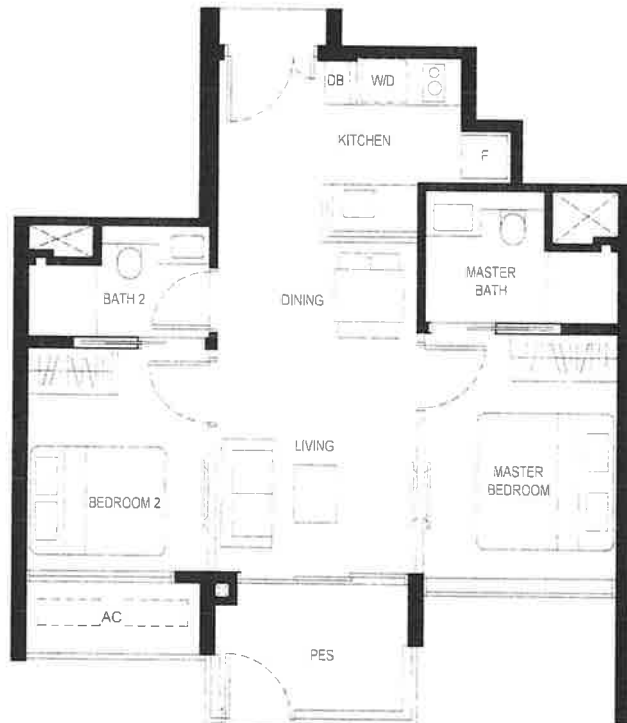 DB
W/D
KITCHEN
F
BATH 2
DINING
MASTER
BATH
LIVING
BEDROOM 2
MASTER
BEDROOM
AC
PES